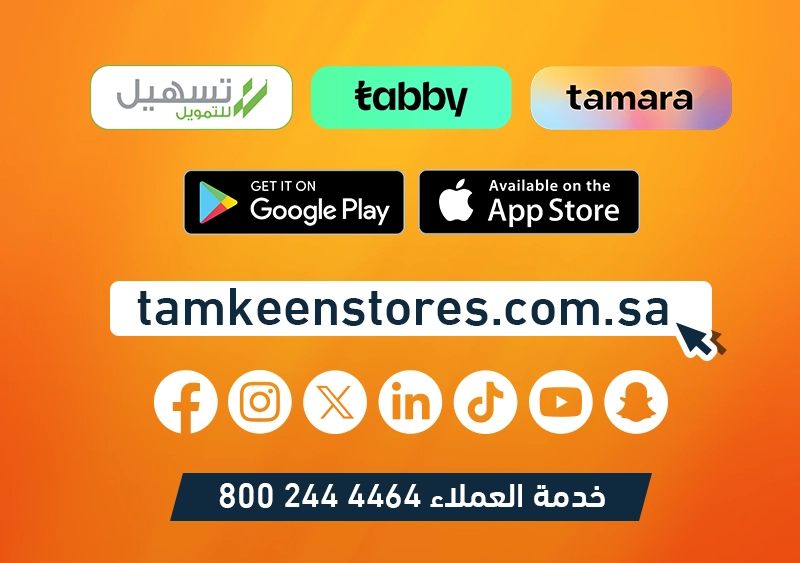 تسهيل
للتمويل
tabby
tamara
GET IT ON
Google Play
Available on the
App Store
tamkeenstores.com.sa
خدمة العملاء 4464 244 800